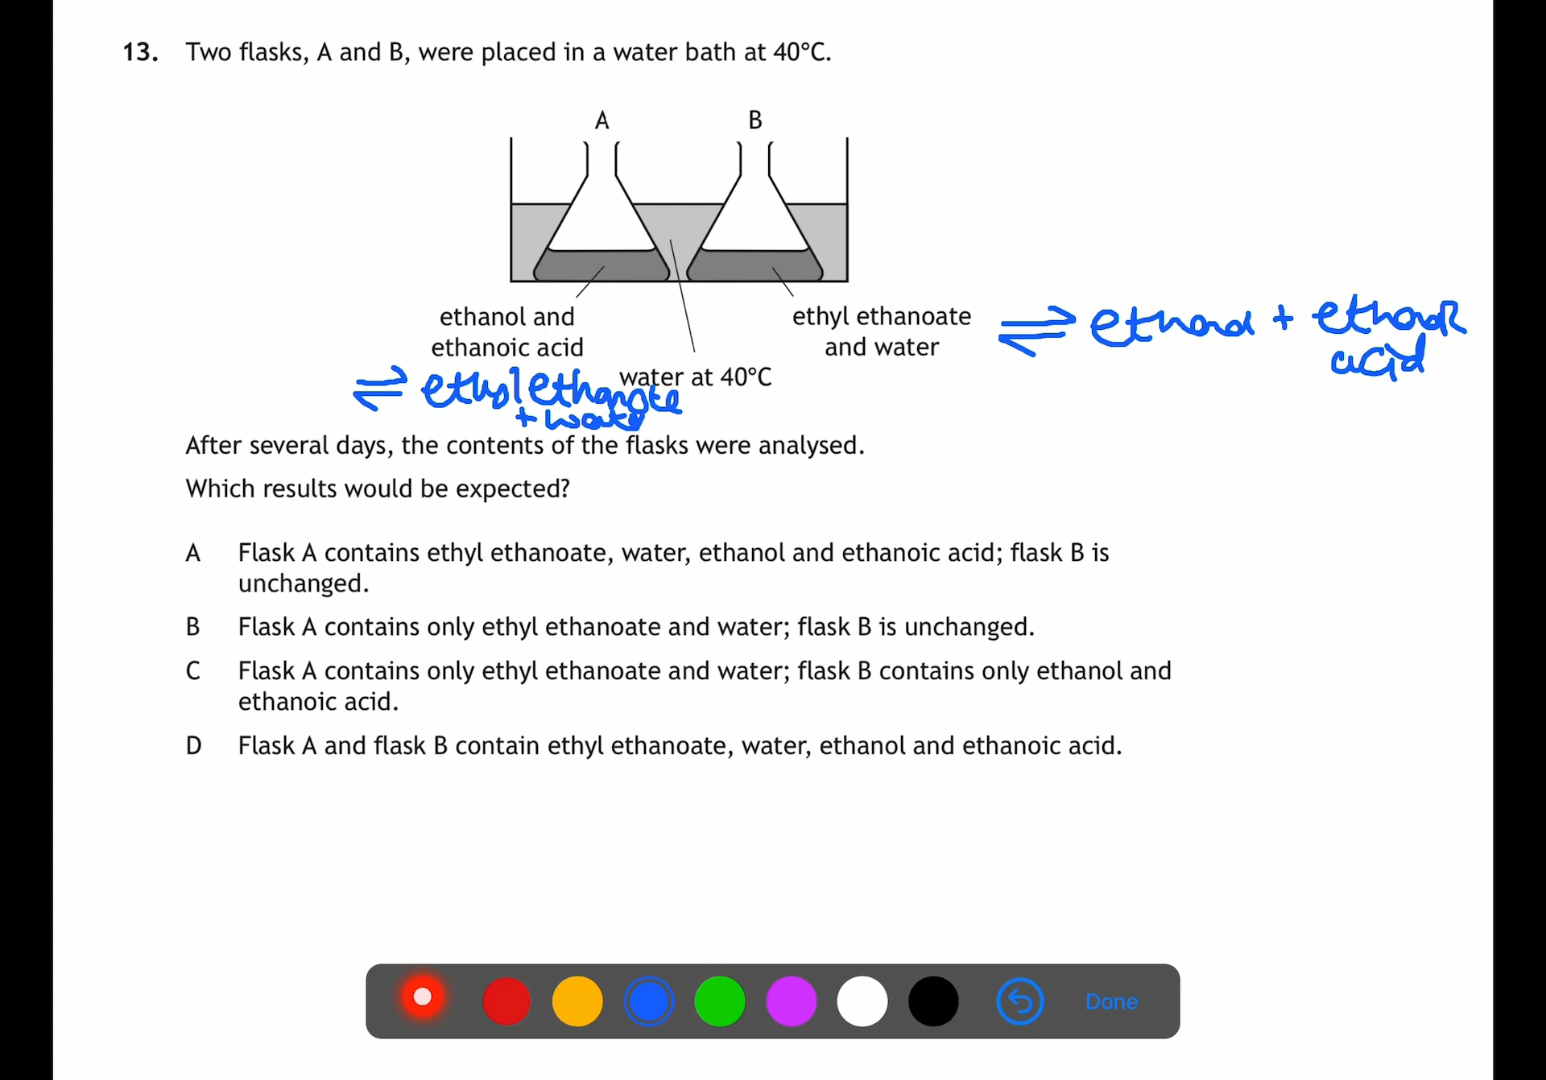 13. Two flasks, A and B, were placed in a water bath at 40°C.
A B
ethanol and
ethanoic acid
ethyl ethanoate
and water
⇌ ethanol + ethanoic
acid
water at 40°C
⇌ ethyl ethanoate
+ water
After several days, the contents of the flasks were analysed.
Which results would be expected?
A Flask A contains ethyl ethanoate, water, ethanol and ethanoic acid; flask B is
unchanged.
B Flask A contains only ethyl ethanoate and water; flask B is unchanged.
C Flask A contains only ethyl ethanoate and water; flask B contains only ethanol and
ethanoic acid.
D Flask A and flask B contain ethyl ethanoate, water, ethanol and ethanoic acid.
Done